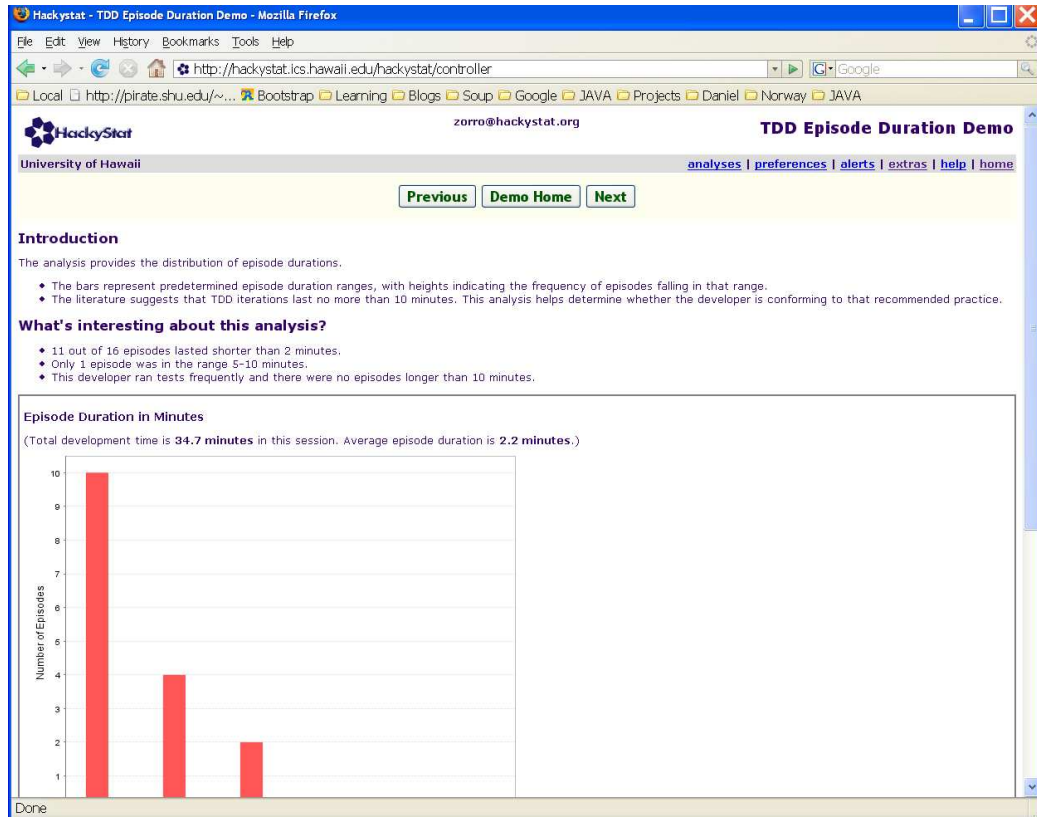 Hackystat - TDD Episode Duration Demo - Mozilla Firefox
File Edit View History Bookmarks Tools Help
http://hackystat.ics.hawaii.edu/hackystat/controller
G Google
Local http://pirate.shu.edu/~... Bootstrap Learning Blogs Soup Google JAVA Projects Daniel Norway JAVA
HackyStat
zorro@hackystat.org
TDD Episode Duration Demo
University of Hawaii
analyses | preferences | alerts | extras | help | home
Previous Demo Home Next
Introduction
The analysis provides the distribution of episode durations.
The bars represent predetermined episode duration ranges, with heights indicating the frequency of episodes falling in that range.
The literature suggests that TDD iterations last no more than 10 minutes. This analysis helps determine whether the developer is conforming to that recommended practice.
What's interesting about this analysis?
11 out of 16 episodes lasted shorter than 2 minutes.
Only 1 episode was in the range 5-10 minutes.
This developer ran tests frequently and there were no episodes longer than 10 minutes.
Episode Duration in Minutes
(Total development time is 34.7 minutes in this session. Average episode duration is 2.2 minutes.)
Number of Episodes
10
9
8
7
6
5
4
3
2
1
Done